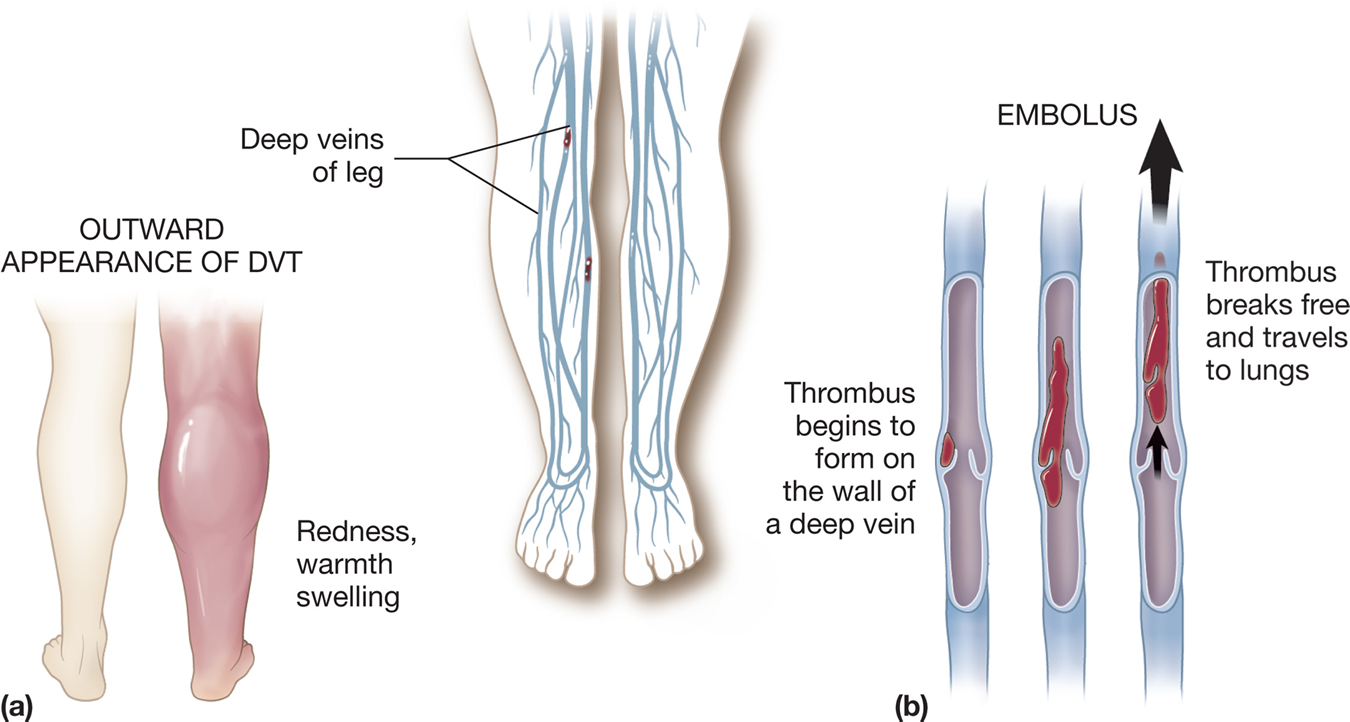 Deep veins
of leg
OUTWARD
APPEARANCE OF DVT
Redness,
warmth
swelling
(a)
EMBOLUS
Thrombus
breaks free
and travels
to lungs
Thrombus
begins to
form on
the wall of
a deep vein
(b)